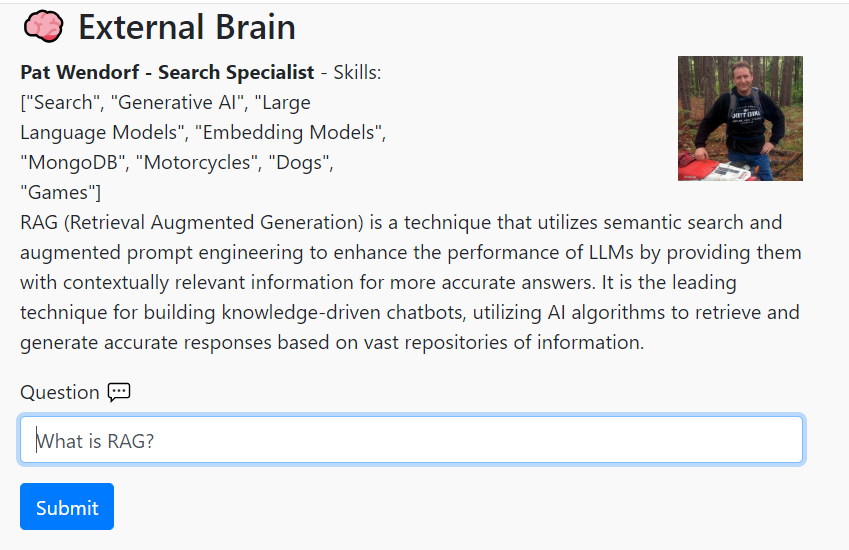 External Brain
Pat Wendorf - Search Specialist - Skills:
["Search", "Generative AI", "Large
Language Models", "Embedding Models",
"MongoDB", "Motorcycles", "Dogs",
"Games"]
RAG (Retrieval Augmented Generation) is a technique that utilizes semantic search and
augmented prompt engineering to enhance the performance of LLMs by providing them
with contextually relevant information for more accurate answers. It is the leading
technique for building knowledge-driven chatbots, utilizing AI algorithms to retrieve and
generate accurate responses based on vast repositories of information.
Question
What is RAG?
Submit